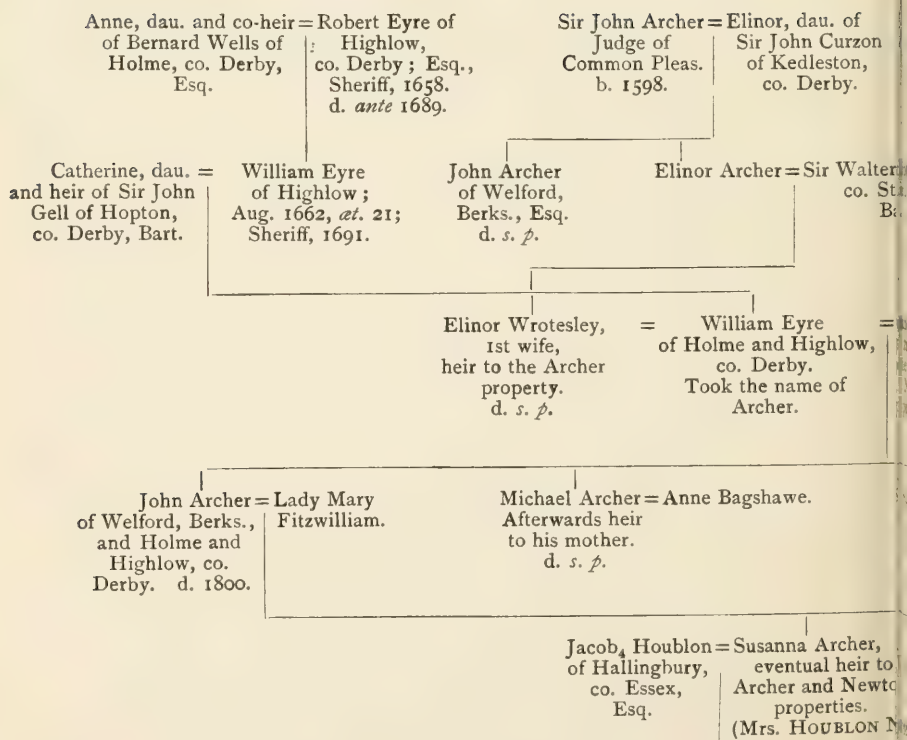 Anne, dau. and co-heir = Robert Eyre of
of Bernard Wells of
Holme, co. Derby,
Esq.
Highlow,
co. Derby; Esq.,
Sheriff, 1658.
d. ante 1689.
Sir John Archer = Elinor, dau. of
Judge of
Common Pleas.
b. 1598.
Sir John Curzon
of Kedleston,
co. Derby.
Catherine, dau. =
and heir of Sir John
Gell of Hopton,
co. Derby, Bart.
William Eyre
of Highlow;
Aug. 1662, æt. 21;
Sheriff, 1691.
John Archer
of Welford,
Berks., Esq.
d. s. p.
Elinor Archer = Sir Walter
co.
Elinor Wrotesley,
1st wife,
heir to the Archer
property.
d. s. p.
=
William Eyre
of Holme and Highlow,
co. Derby.
Took the name of
Archer.
=
John Archer = Lady Mary
of Welford, Berks.,
and Holme and
Highlow, co.
Derby. d. 1800.
Fitzwilliam.
Michael Archer = Anne Bagshawe.
Afterwards heir
to his mother.
d. s. p.
Jacob₄ Houblon = Susanna Archer,
of Hallingbury,
co. Essex,
Esq.
eventual heir to
Archer and Newto
properties.
(Mrs. HOUBLON